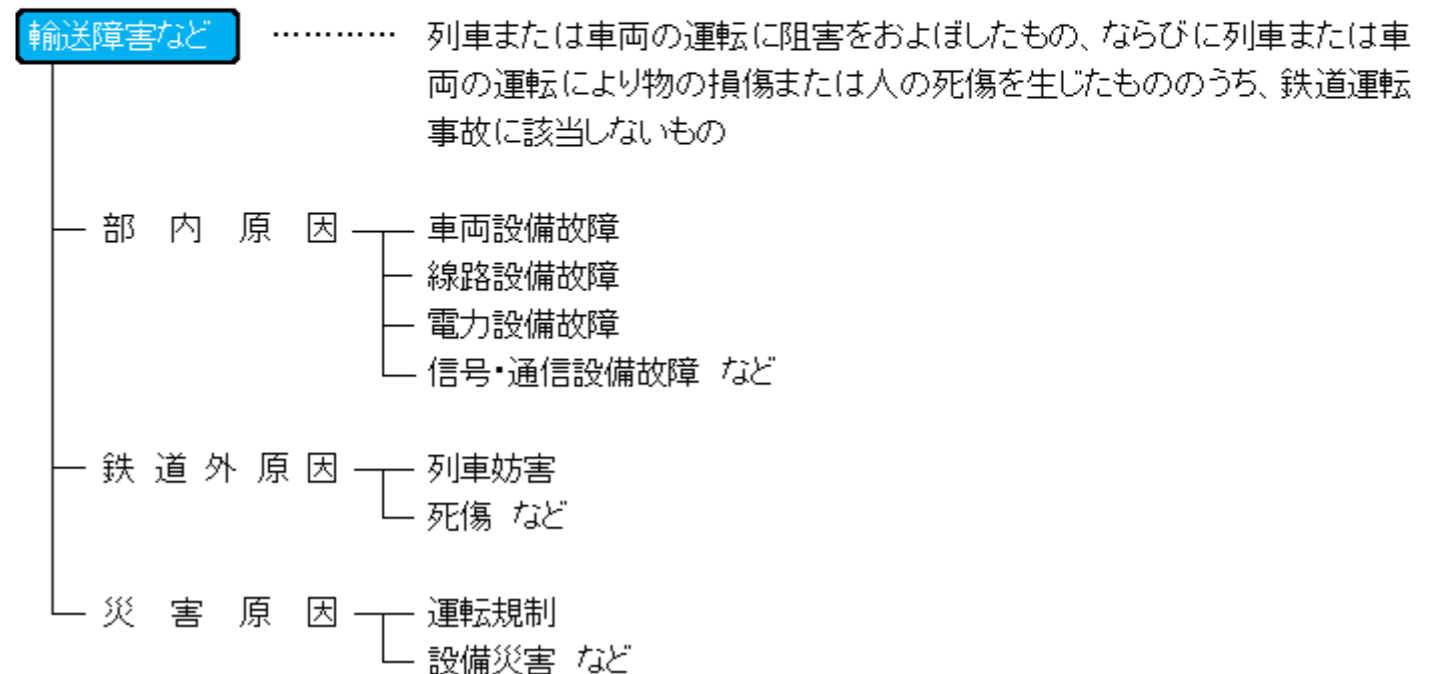 輸送障害など ………… 列車または車両の運転に阻害をおよぼしたもの、ならびに列車または車
両の運転により物の損傷または人の死傷を生じたもののうち、鉄道運転
事故に該当しないもの
部内原因 車両設備故障
線路設備故障
電力設備故障
信号・通信設備故障 など
鉄道外原因 列車妨害
死傷 など
災害原因 運転規制
設備災害 など